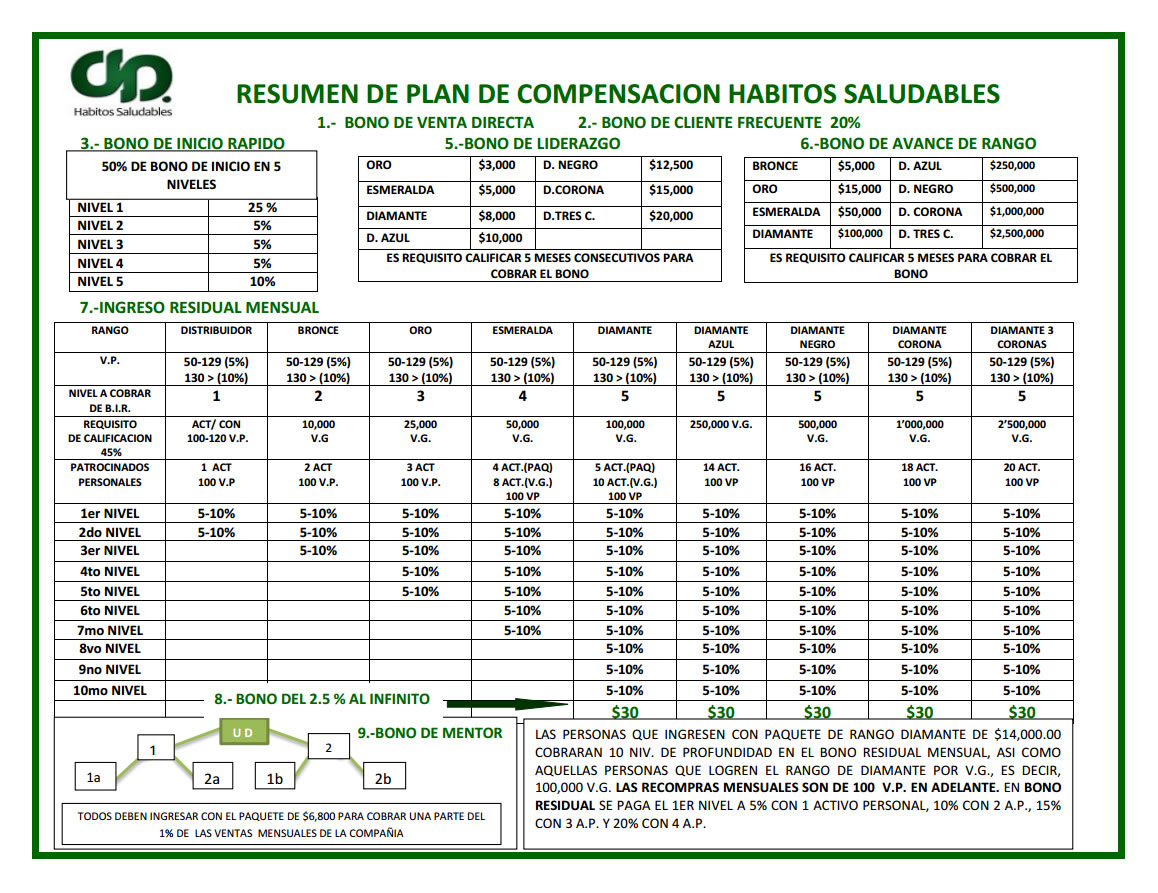 Habitos Saludables
RESUMEN DE PLAN DE COMPENSACION HABITOS SALUDABLES
1.- BONO DE VENTA DIRECTA 2.- BONO DE CLIENTE FRECUENTE 20%
3.- BONO DE INICIO RAPIDO
50% DE BONO DE INICIO EN 5
NIVELES
NIVEL 1 25 %
NIVEL 2 5%
NIVEL 3 5%
NIVEL 4 5%
NIVEL 5 10%
5.-BONO DE LIDERAZGO
ORO $3,000 D. NEGRO $12,500
ESMERALDA $5,000 D.CORONA $15,000
DIAMANTE $8,000 D.TRES C. $20,000
D. AZUL $10,000
ES REQUISITO CALIFICAR 5 MESES CONSECUTIVOS PARA
COBRAR EL BONO
6.-BONO DE AVANCE DE RANGO
BRONCE $5,000 D. AZUL $250,000
ORO $15,000 D. NEGRO $500,000
ESMERALDA $50,000 D. CORONA $1,000,000
DIAMANTE $100,000 D. TRES C. $2,500,000
ES REQUISITO CALIFICAR 5 MESES PARA COBRAR EL
BONO
7.-INGRESO RESIDUAL MENSUAL
RANGO DISTRIBUIDOR BRONCE ORO ESMERALDA DIAMANTE DIAMANTE DIAMANTE DIAMANTE DIAMANTE 3
AZUL NEGRO CORONA CORONAS
V.P. 50-129 (5%) 50-129 (5%) 50-129 (5%) 50-129 (5%) 50-129 (5%) 50-129 (5%) 50-129 (5%) 50-129 (5%) 50-129 (5%)
130 > (10%) 130 > (10%) 130 > (10%) 130 > (10%) 130 > (10%) 130 > (10%) 130 > (10%) 130 > (10%) 130 > (10%)
NIVEL A COBRAR 1 2 3 4 5 5 5 5 5
DE B.I.R.
REQUISITO ACT/ CON 10,000 25,000 50,000 100,000 250,000 V.G. 500,000 1'000,000 2'500,000
DE CALIFICACION 100-120 V.P. V.G V.G. V.G. V.G. V.G. V.G. V.G.
45%
PATROCINADOS 1 ACT 2 ACT 3 ACT 4 ACT.(PAQ) 5 ACT.(PAQ) 14 ACT. 16 ACT. 18 ACT. 20 ACT.
PERSONALES 100 V.P 100 V.P. 100 V.P. 8 ACT.(V.G.) 10 ACT.(V.G.) 100 VP 100 VP 100 VP 100 VP
100 VP 100 VP
1er NIVEL 5-10% 5-10% 5-10% 5-10% 5-10% 5-10% 5-10% 5-10% 5-10%
2do NIVEL 5-10% 5-10% 5-10% 5-10% 5-10% 5-10% 5-10% 5-10% 5-10%
3er NIVEL 5-10% 5-10% 5-10% 5-10% 5-10% 5-10% 5-10% 5-10%
4to NIVEL 5-10% 5-10% 5-10% 5-10% 5-10% 5-10% 5-10%
5to NIVEL 5-10% 5-10% 5-10% 5-10% 5-10% 5-10% 5-10%
6to NIVEL 5-10% 5-10% 5-10% 5-10% 5-10% 5-10%
7mo NIVEL 5-10% 5-10% 5-10% 5-10% 5-10% 5-10%
8vo NIVEL 5-10% 5-10% 5-10% 5-10% 5-10%
9no NIVEL 5-10% 5-10% 5-10% 5-10% 5-10%
10mo NIVEL 5-10% 5-10% 5-10% 5-10% 5-10%
8.- BONO DEL 2.5 % AL INFINITO
$30 $30 $30 $30 $30
U D
9.-BONO DE MENTOR
1 2
1a 2a 1b 2b
TODOS DEBEN INGRESAR CON EL PAQUETE DE $6,800 PARA COBRAR UNA PARTE DEL
1% DE LAS VENTAS MENSUALES DE LA COMPAÑIA
LAS PERSONAS QUE INGRESEN CON PAQUETE DE RANGO DIAMANTE DE $14,000.00
COBRARAN 10 NIV. DE PROFUNDIDAD EN EL BONO RESIDUAL MENSUAL, ASI COMO
AQUELLAS PERSONAS QUE LOGREN EL RANGO DE DIAMANTE POR V.G., ES DECIR,
100,000 V.G. LAS RECOMPRAS MENSUALES SON DE 100 V.P. EN ADELANTE. EN BONO
RESIDUAL SE PAGA EL 1ER NIVEL A 5% CON 1 ACTIVO PERSONAL, 10% CON 2 A.P., 15%
CON 3 A.P. Y 20% CON 4 A.P.